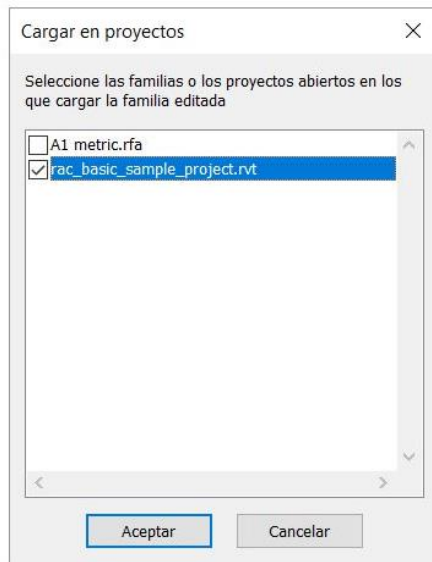 Cargar en proyectos
Seleccione las familias o los proyectos abiertos en los
que cargar la familia editada
A1 metric.rfa
rac_basic_sample_project.rvt
Aceptar Cancelar